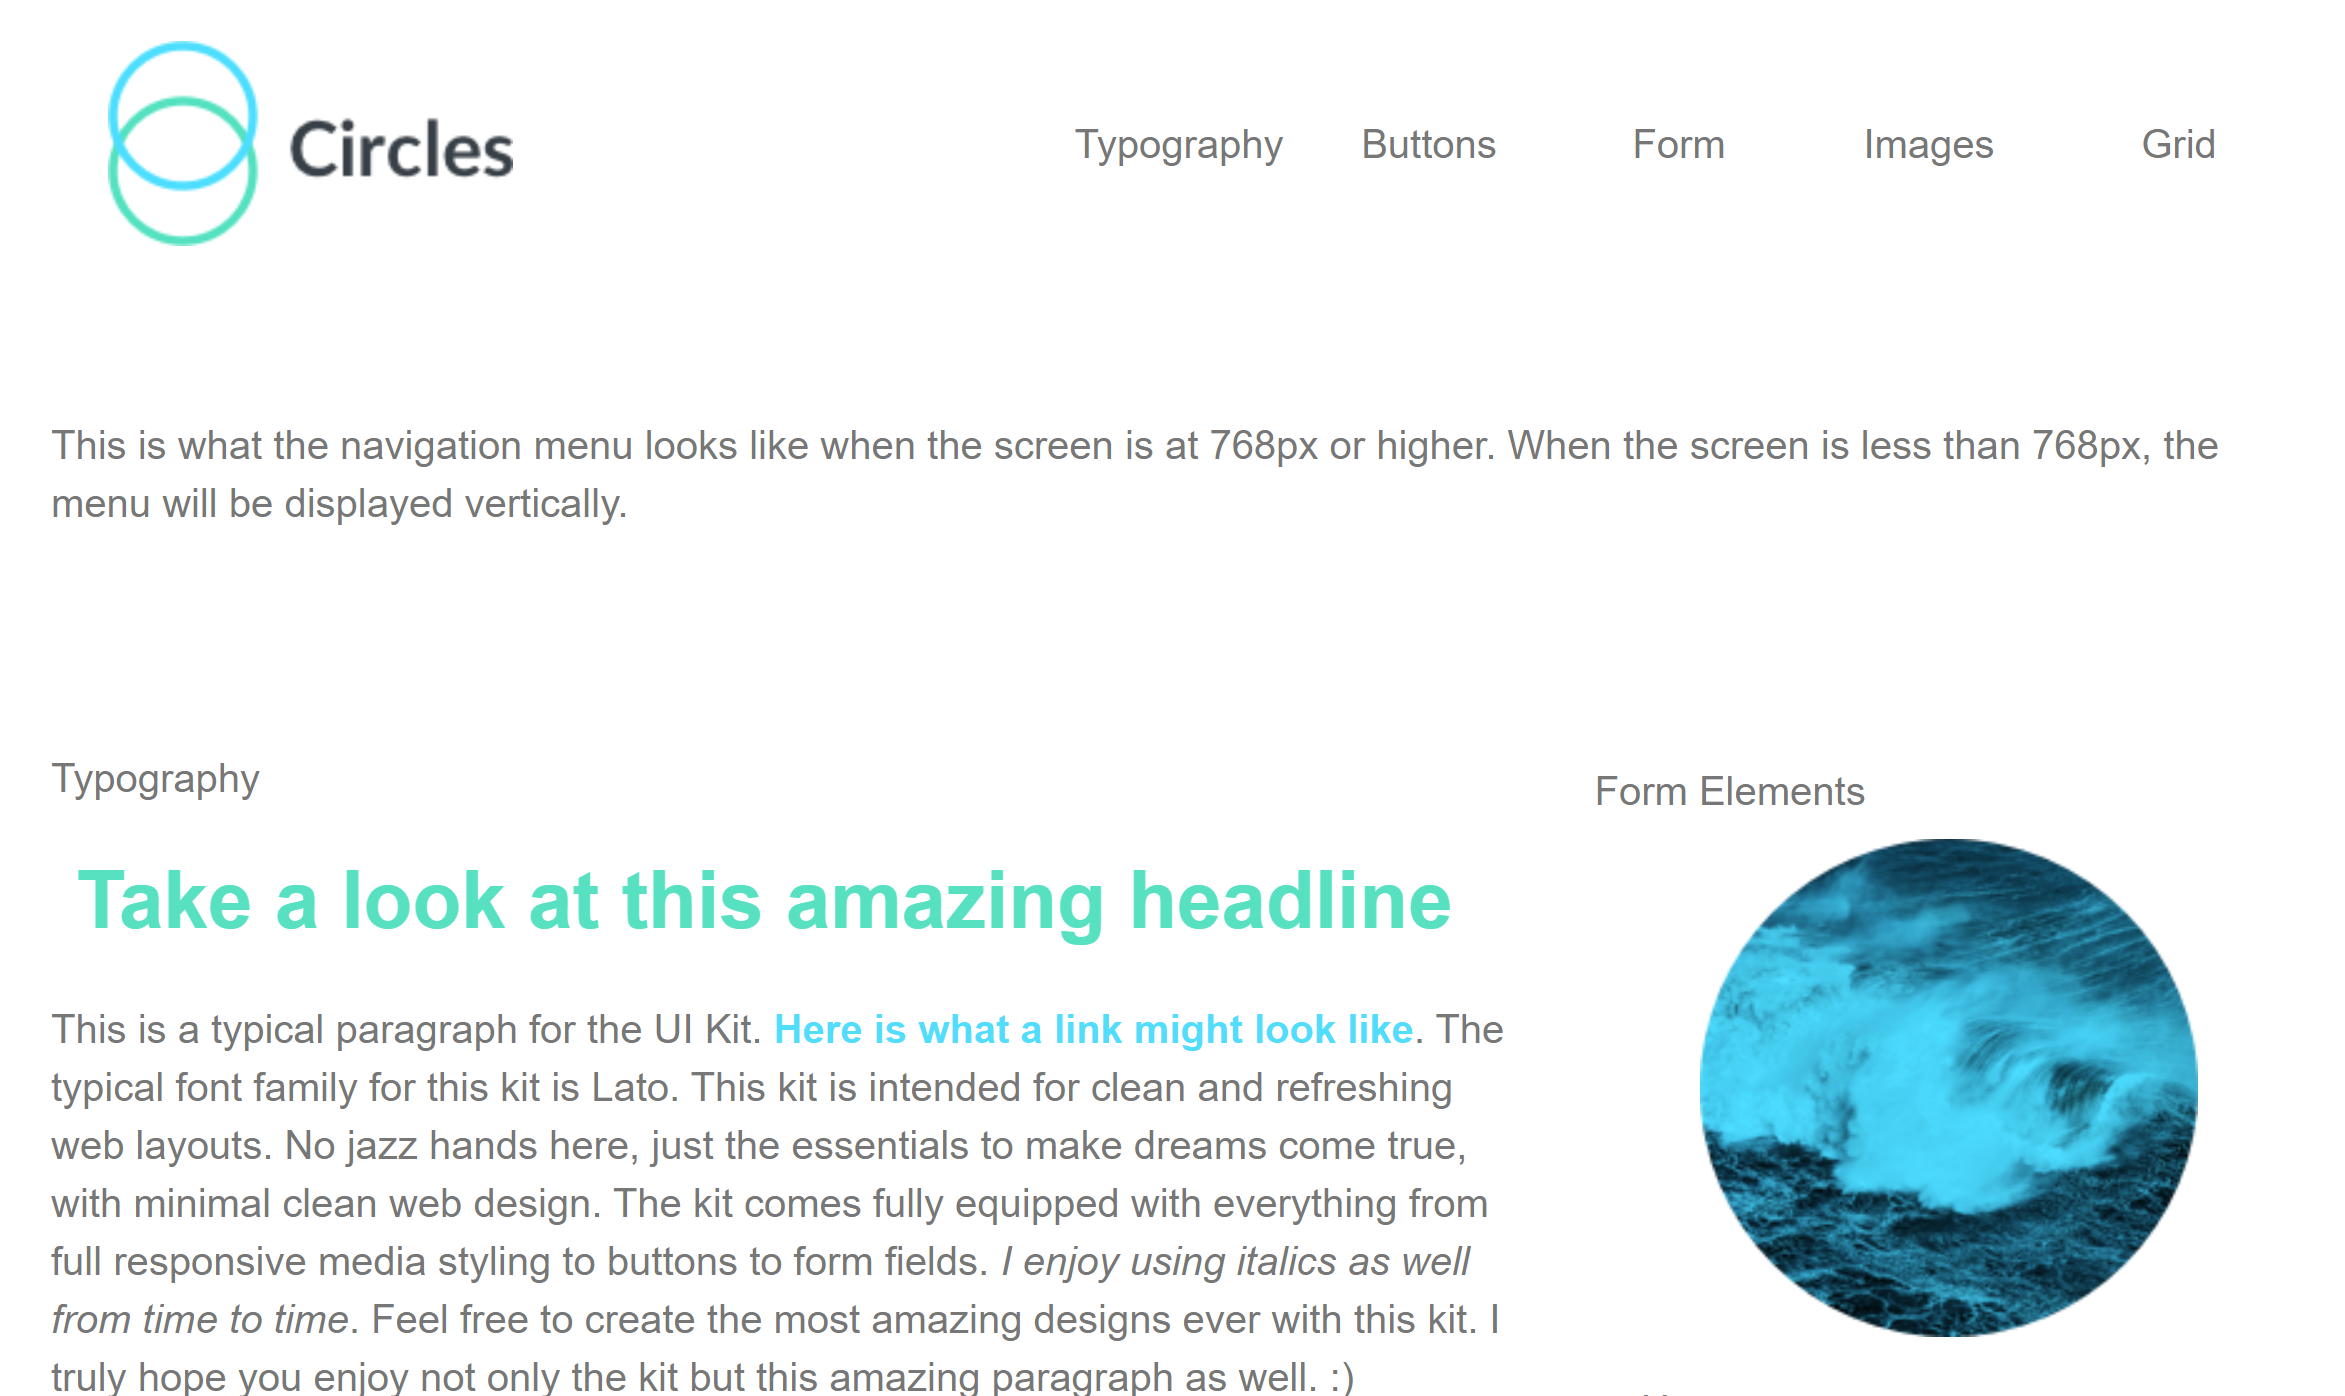 Circles
Typography Buttons Form Images Grid
This is what the navigation menu looks like when the screen is at 768px or higher. When the screen is less than 768px, the
menu will be displayed vertically.
Typography
Take a look at this amazing headline
This is a typical paragraph for the UI Kit. Here is what a link might look like. The
typical font family for this kit is Lato. This kit is intended for clean and refreshing
web layouts. No jazz hands here, just the essentials to make dreams come true,
with minimal clean web design. The kit comes fully equipped with everything from
full responsive media styling to buttons to form fields. I enjoy using italics as well
from time to time. Feel free to create the most amazing designs ever with this kit. I
truly hope you enjoy not only the kit but this amazing paragraph as well. :)
Form Elements